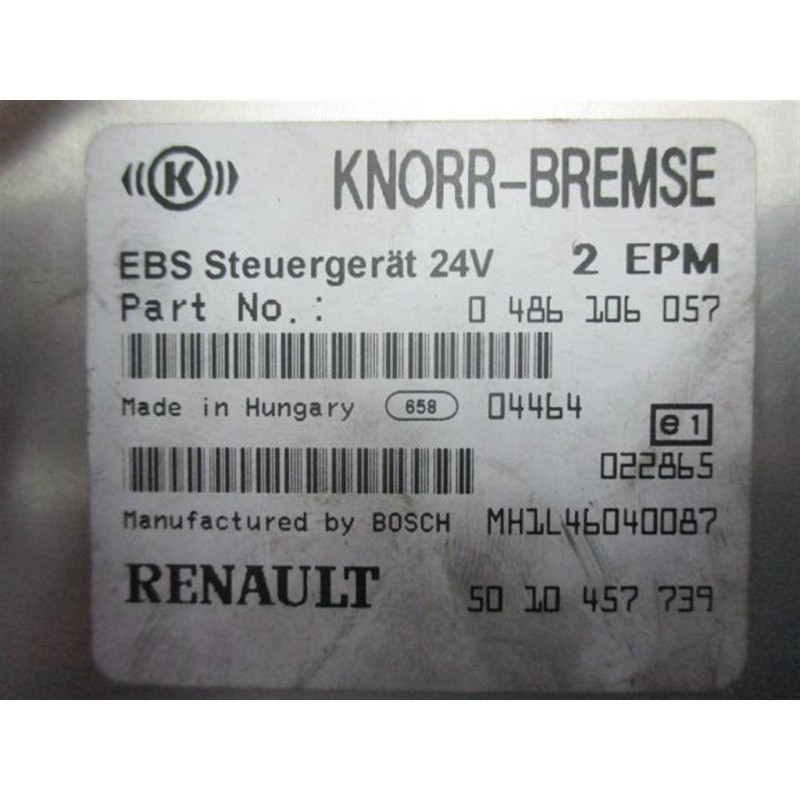 K KNORR-BREMSE
EBS Steuergerät 24V 2 EPM
Part No.: 0 486 106 057
Made in Hungary 658 04464
e1
022865
Manufactured by BOSCH MH1L46040087
RENAULT 50 10 457 739